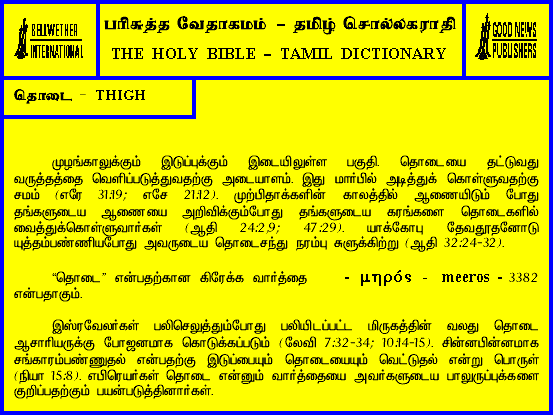 BELLWETHER
INTERNATIONAL
பரிசுத்த வேதாகமம் - தமிழ் சொல்லகராதி
THE HOLY BIBLE - TAMIL DICTIONARY
GOOD NEWS
PUBLISHERS
தொடை - THIGH
முழங்காலுக்கும் இடுப்புக்கும் இடையிலுள்ள பகுதி. தொடையை தட்டுவது
வருத்தத்தை வெளிப்படுத்துவதற்கு அடையாளம். இது மார்பில் அடித்துக் கொள்ளுவதற்கு
சமம் (எரே 31:19; எசே 21:12). முற்பிதாக்களின் காலத்தில் ஆணையிடும் போது
தங்களுடைய ஆணையை அறிவிக்கும்போது தங்களுடைய கரங்களை தொடைகளில்
வைத்துக்கொள்ளுவார்கள் (ஆதி 24:2,9; 47:29). யாக்கோபு தேவதூதனோடு
யுத்தம்பண்ணியபோது அவருடைய தொடைசந்து நரம்பு சுளுக்கிற்று (ஆதி 32:24-32).
"தொடை" என்பதற்கான கிரேக்க வார்த்தை - μηρός - meeros - 3382
என்பதாகும்.
இஸ்ரவேலர்கள் பலிசெலுத்தும்போது பலியிடப்பட்ட மிருகத்தின் வலது தொடை
ஆசாரியருக்கு போஜனமாக கொடுக்கப்படும் (லேவி 7:32-34; 10:14-15). சின்னபின்னமாக
சங்காரம்பண்ணுதல் என்பதற்கு இடுப்பையும் தொடையையும் வெட்டுதல் என்று பொருள்
(நியா 15:8). எபிரெயர்கள் தொடை என்னும் வார்த்தையை அவர்களுடைய பாலுருப்புக்களை
குறிப்பதற்கும் பயன்படுத்தினார்கள்.